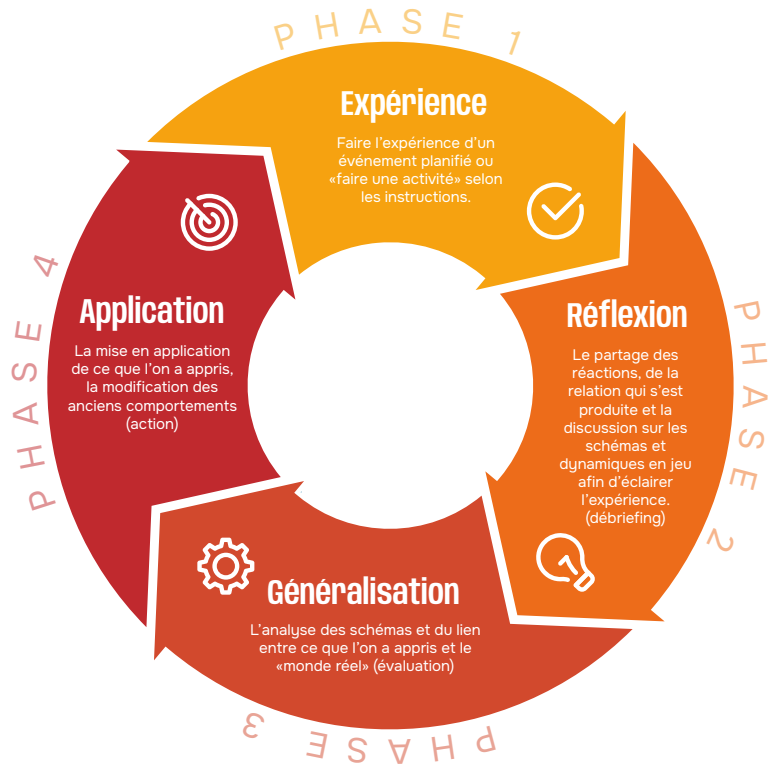 PHASE 1
Expérience
Faire l'expérience d'un
événement planifié ou
«faire une activité» selon
les instructions.
PHASE 2
Réflexion
Le partage des
réactions, de la
relation qui s'est
produite et la
discussion sur les
schémas et
dynamiques en jeu
afin d'éclairer
l'expérience.
(débriefing)
PHASE 3
Généralisation
L'analyse des schémas et du lien
entre ce que l'on a appris et le
«monde réel» (évaluation)
PHASE 4
Application
La mise en application
de ce que l'on a appris,
la modification des
anciens comportements
(action)